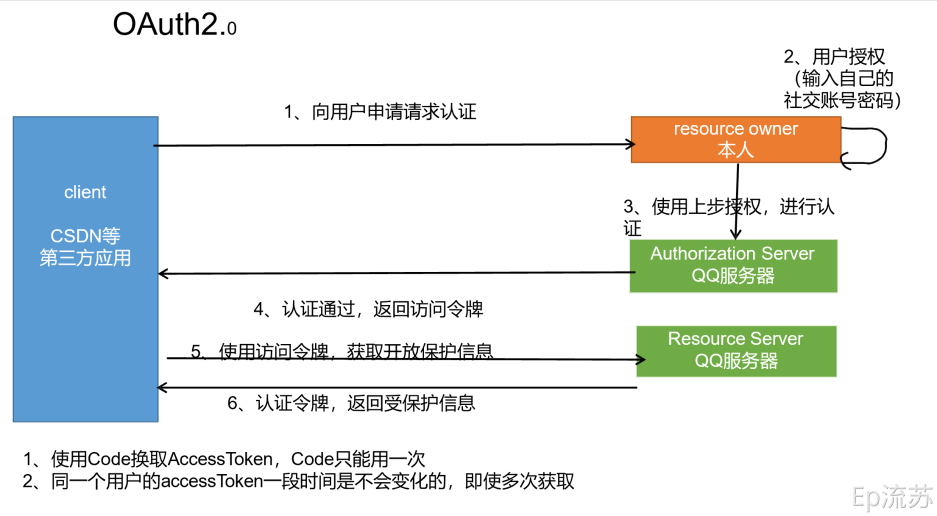 OAuth2.0
2、用户授权
（输入自己的
社交账号密码）
1、向用户申请请求认证
resource owner
本人
client
CSDN等
第三方应用
3、使用上步授权，进行认
证
Authorization Server
QQ服务器
4、认证通过，返回访问令牌
Resource Server
QQ服务器
5、使用访问令牌，获取开放保护信息
6、认证令牌，返回受保护信息
1、使用Code换取AccessToken，Code只能用一次
2、同一个用户的accessToken一段时间是不会变化的，即使多次获取
Ep流苏